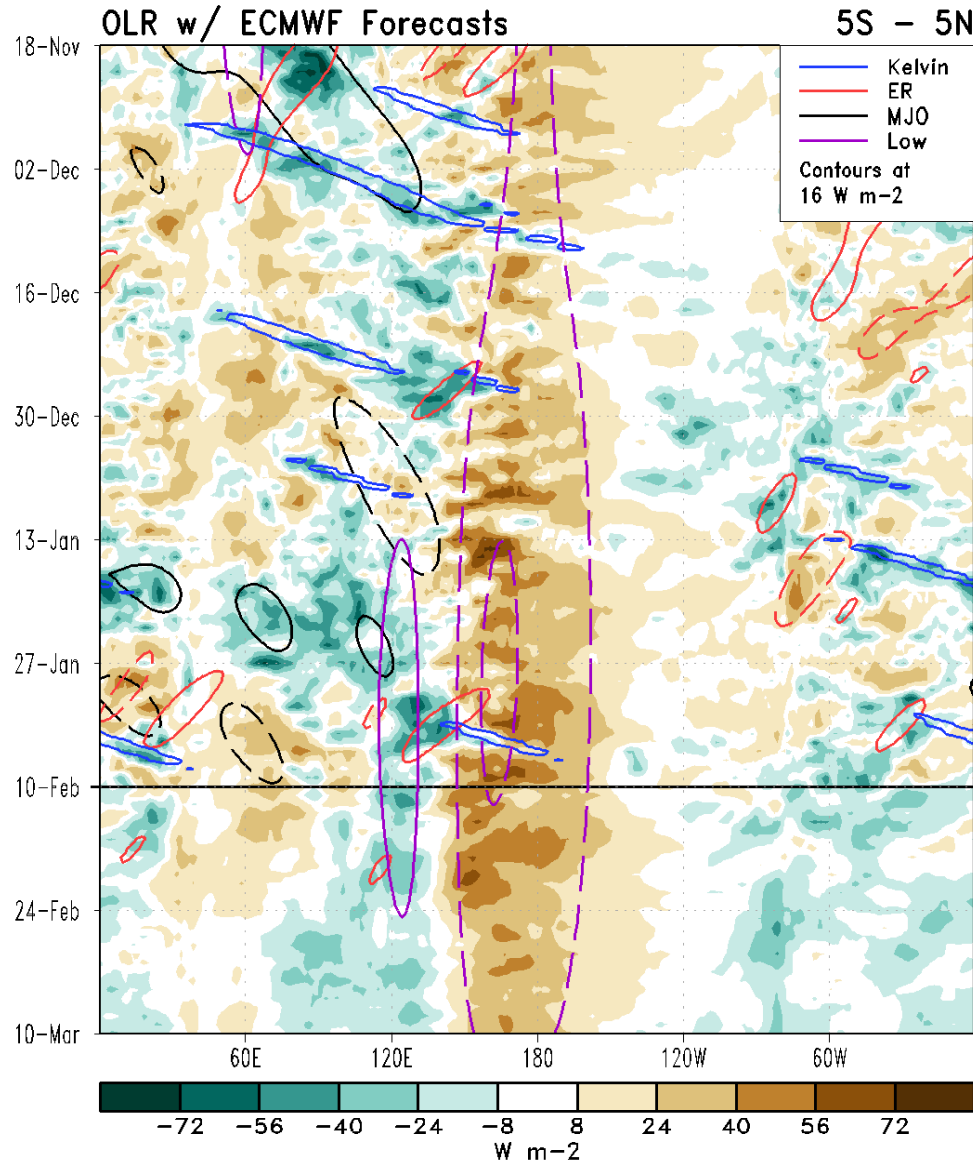 OLR w/ ECMWF Forecasts 5S - 5N
18-Nov
Kelvin
ER
MJO
Low
Contours at
16 W m-2
02-Dec
16-Dec
30-Dec
13-Jan
27-Jan
10-Feb
24-Feb
10-Mar
60E 120E 180 120W 60W
-72 -56 -40 -24 -8 8 24 40 56 72
W m-2